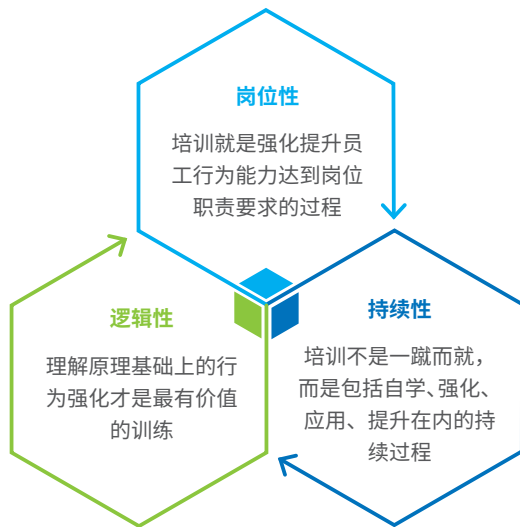 岗位性
培训就是强化提升员
工行为能力达到岗位
职责要求的过程
逻辑性
理解原理基础上的行
为强化才是最有价值
的训练
持续性
培训不是一蹴而就，
而是包括自学、强化、
应用、提升在内的持
续过程